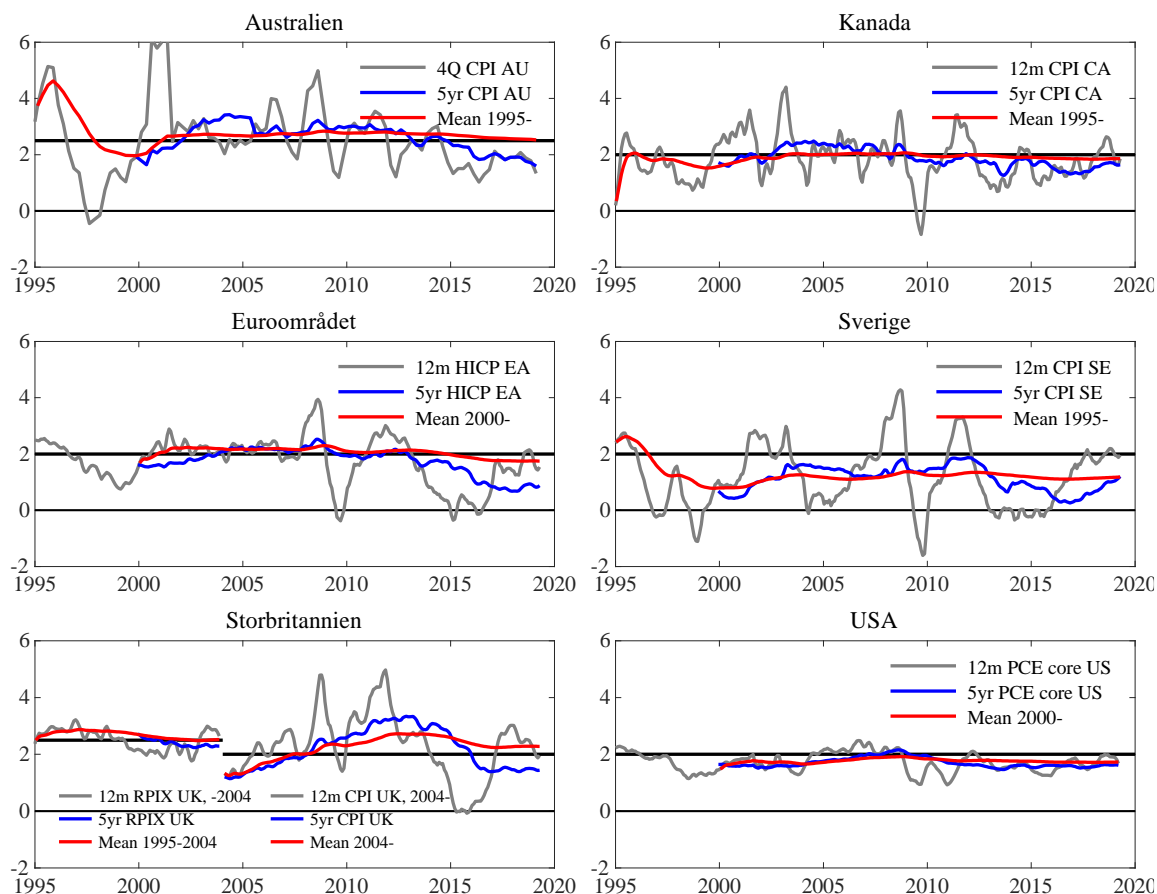 Australien
6
4
2
0
-2
1995 2000 2005 2010 2015 2020
4Q CPI AU
5yr CPI AU
Mean 1995-
Kanada
6
4
2
0
-2
1995 2000 2005 2010 2015 2020
12m CPI CA
5yr CPI CA
Mean 1995-
Euroområdet
6
4
2
0
-2
1995 2000 2005 2010 2015 2020
12m HICP EA
5yr HICP EA
Mean 2000-
Sverige
6
4
2
0
-2
1995 2000 2005 2010 2015 2020
12m CPI SE
5yr CPI SE
Mean 1995-
Storbritannien
6
4
2
0
-2
1995 2000 2005 2010 2015 2020
12m RPIX UK, -2004
5yr RPIX UK
Mean 1995-2004
12m CPI UK, 2004-
5yr CPI UK
Mean 2004-
USA
6
4
2
0
-2
1995 2000 2005 2010 2015 2020
12m PCE core US
5yr PCE core US
Mean 2000-